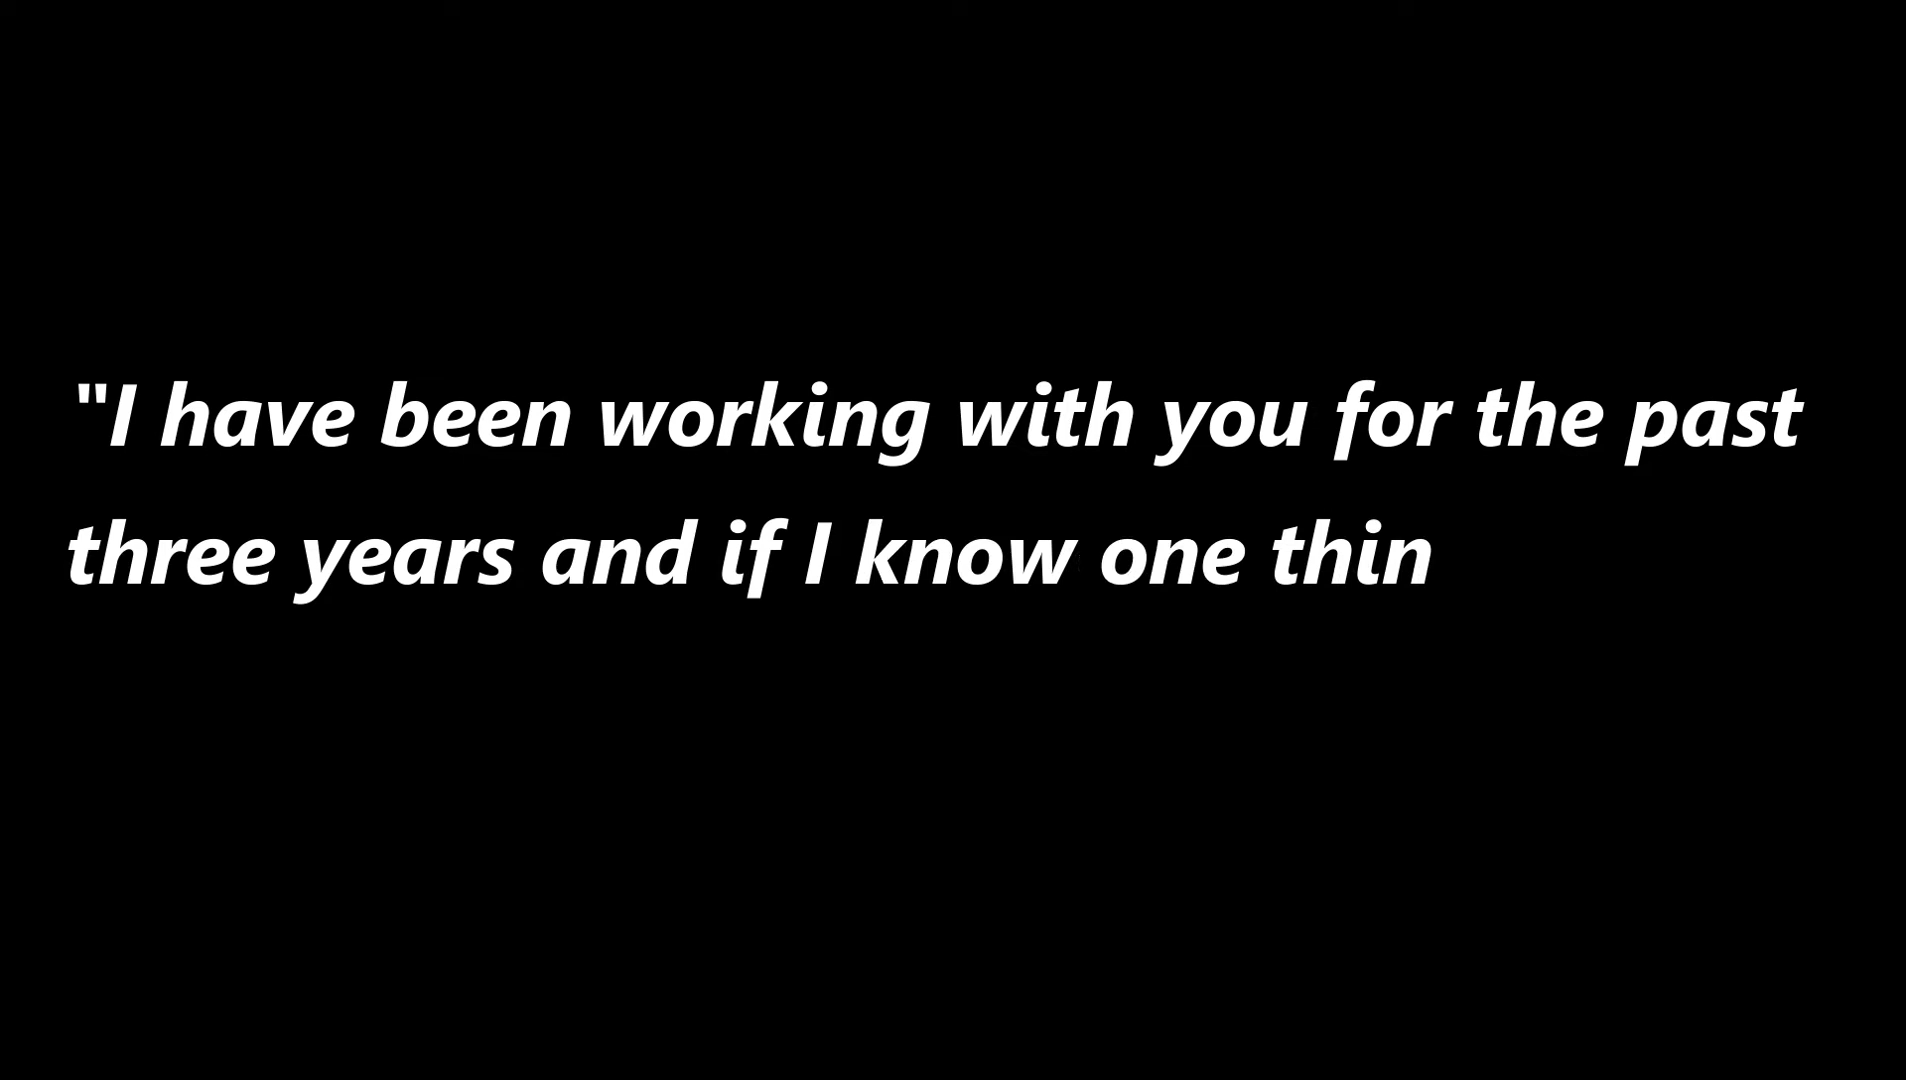 "I have been working with you for the past
three years and if I know one thin